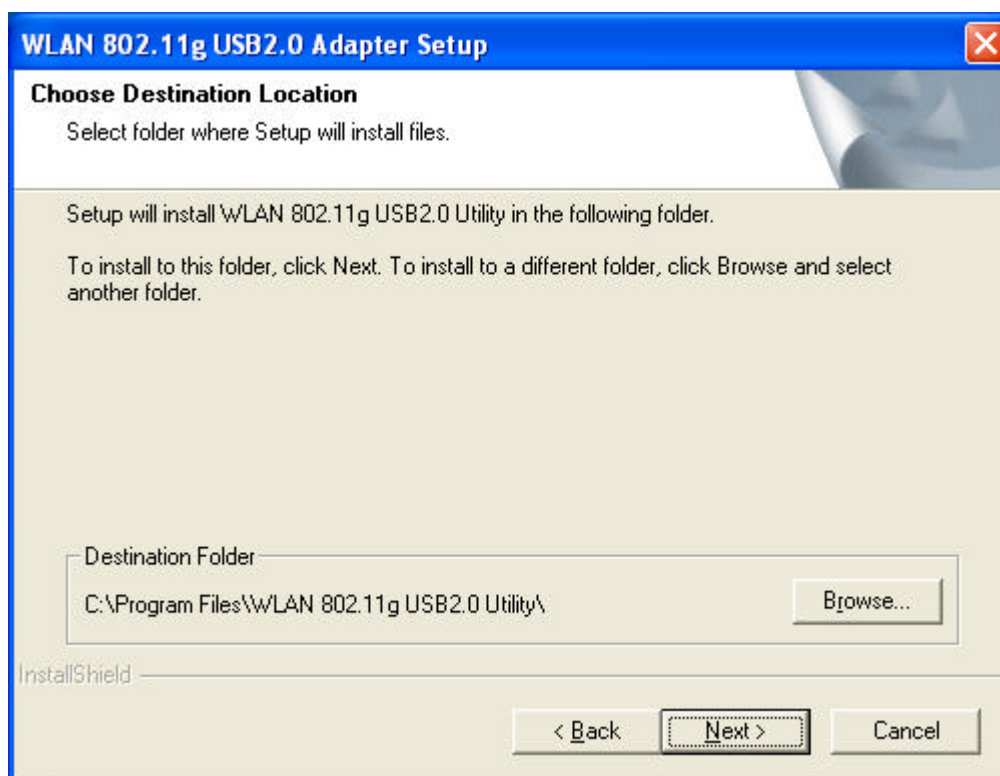 WLAN 802.11g USB2.0 Adapter Setup
Choose Destination Location
Select folder where Setup will install files.
Setup will install WLAN 802.11g USB2.0 Utility in the following folder.
To install to this folder, click Next. To install to a different folder, click Browse and select
another folder.
Destination Folder
C:\Program Files\WLAN 802.11g USB2.0 Utility\
Browse...
InstallShield
< Back
Next >
Cancel